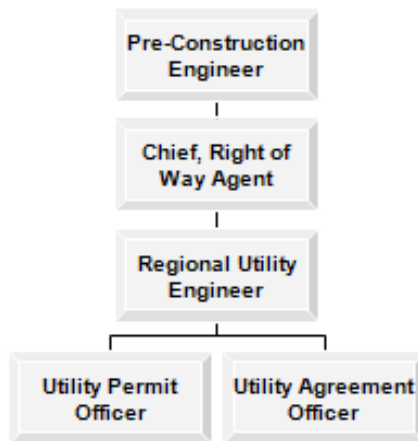 Pre-Construction
Engineer
Chief, Right of
Way Agent
Regional Utility
Engineer
Utility Permit
Officer
Utility Agreement
Officer